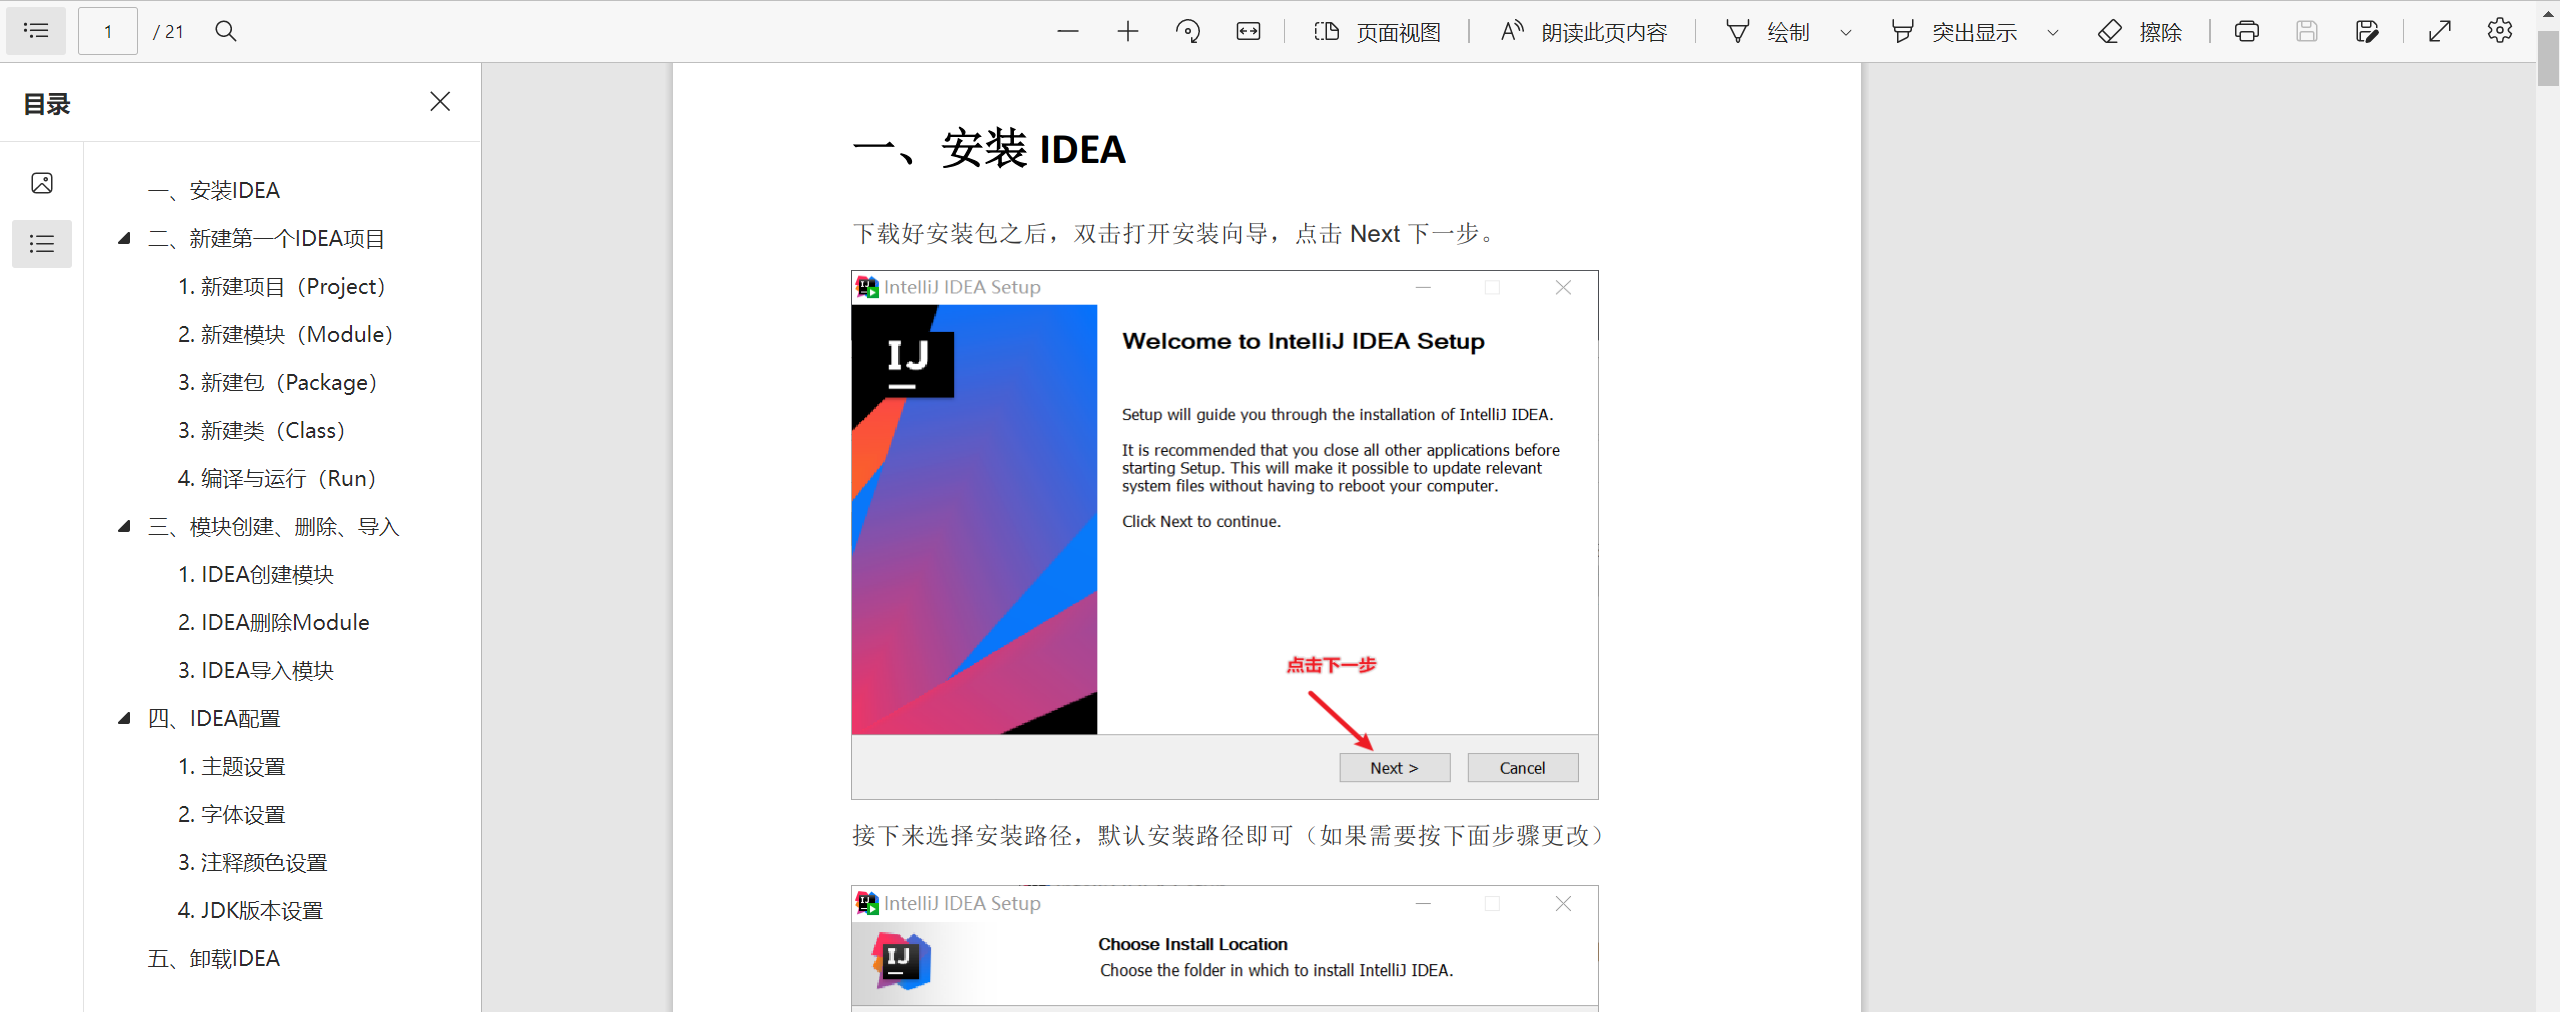 1 / 21 页面视图 朗读此页内容 绘制 突出显示 擦除
目录
一、安装IDEA
二、新建第一个IDEA项目
1. 新建项目（Project）
2. 新建模块（Module）
3. 新建包（Package）
3. 新建类（Class）
4. 编译与运行（Run）
三、模块创建、删除、导入
1. IDEA创建模块
2. IDEA删除Module
3. IDEA导入模块
四、IDEA配置
1. 主题设置
2. 字体设置
3. 注释颜色设置
4. JDK版本设置
五、卸载IDEA
一、安装 IDEA
下载好安装包之后，双击打开安装向导，点击 Next 下一步。
IntelliJ IDEA Setup
IJ
Welcome to IntelliJ IDEA Setup
Setup will guide you through the installation of IntelliJ IDEA.
It is recommended that you close all other applications before
starting Setup. This will make it possible to update relevant
system files without having to reboot your computer.
Click Next to continue.
点击下一步
Next > Cancel
接下来选择安装路径，默认安装路径即可（如果需要按下面步骤更改）
IntelliJ IDEA Setup
IJ
Choose Install Location
Choose the folder in which to install IntelliJ IDEA.